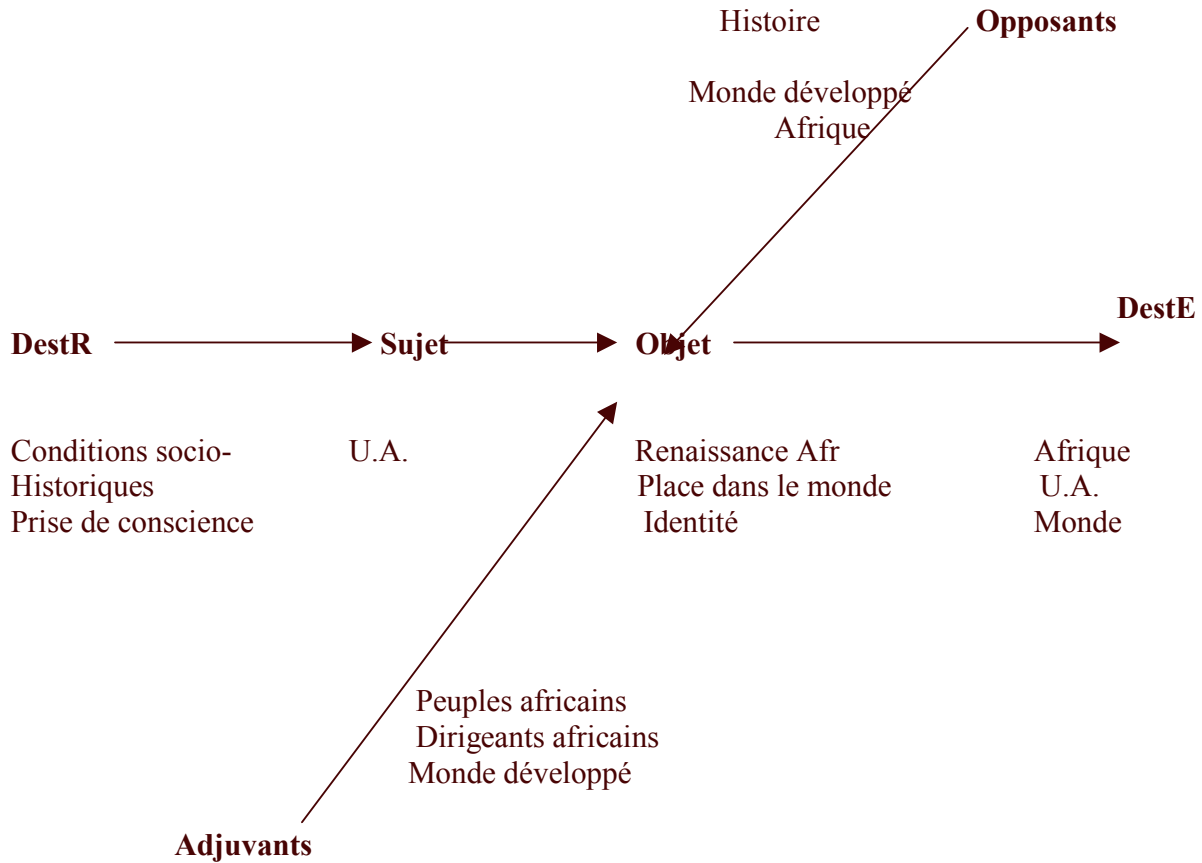 Histoire Opposants
Monde développé
Afrique
DestE
DestR Sujet Objet
Conditions socio- U.A. Renaissance Afr Afrique
Historiques Place dans le monde U.A.
Prise de conscience Identité Monde
Peuples africains
Dirigeants africains
Monde développé
Adjuvants